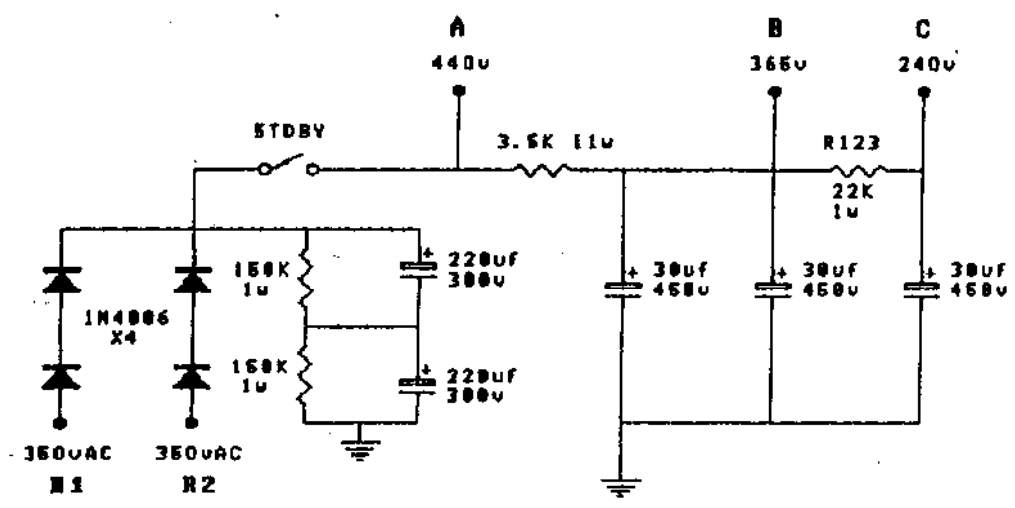 A
B
C
440v
365v
240v
STDBY
3.5K 11w
R123
22K
1w
150K
1w
220uf
300v
30uf
450v
30uf
450v
30uf
450v
1N4006
X4
150K
1w
220uf
300v
350vAC
350vAC
R2